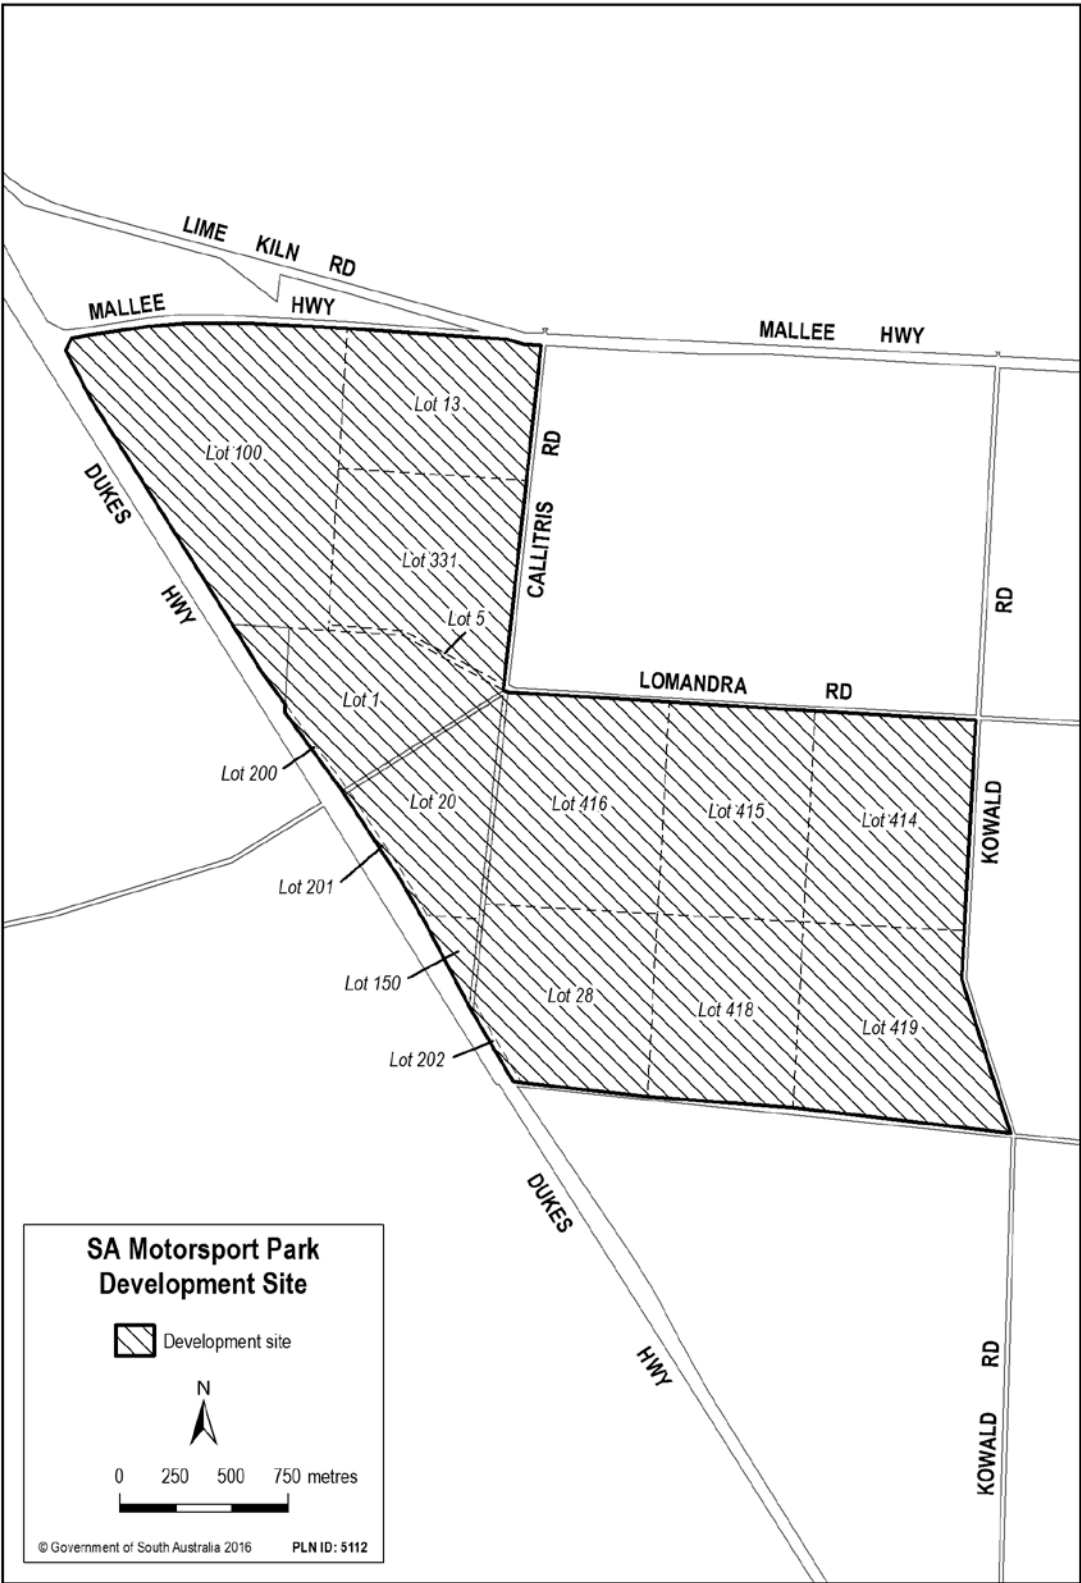 LIME KILN RD
MALLEE HWY
MALLEE HWY
Lot 13
Lot 100
RD
CALLITRIS
DUKES
HWY
Lot 331
Lot 5
RD
Lot 1
LOMANDRA RD
Lot 200
Lot 20
Lot 416
Lot 415
Lot 414
KOWALD
Lot 201
Lot 150
Lot 28
Lot 418
Lot 419
Lot 202
DUKES
HWY
RD
KOWALD
SA Motorsport Park
Development Site
Development site
N
0 250 500 750 metres
© Government of South Australia 2016 PLN ID: 5112